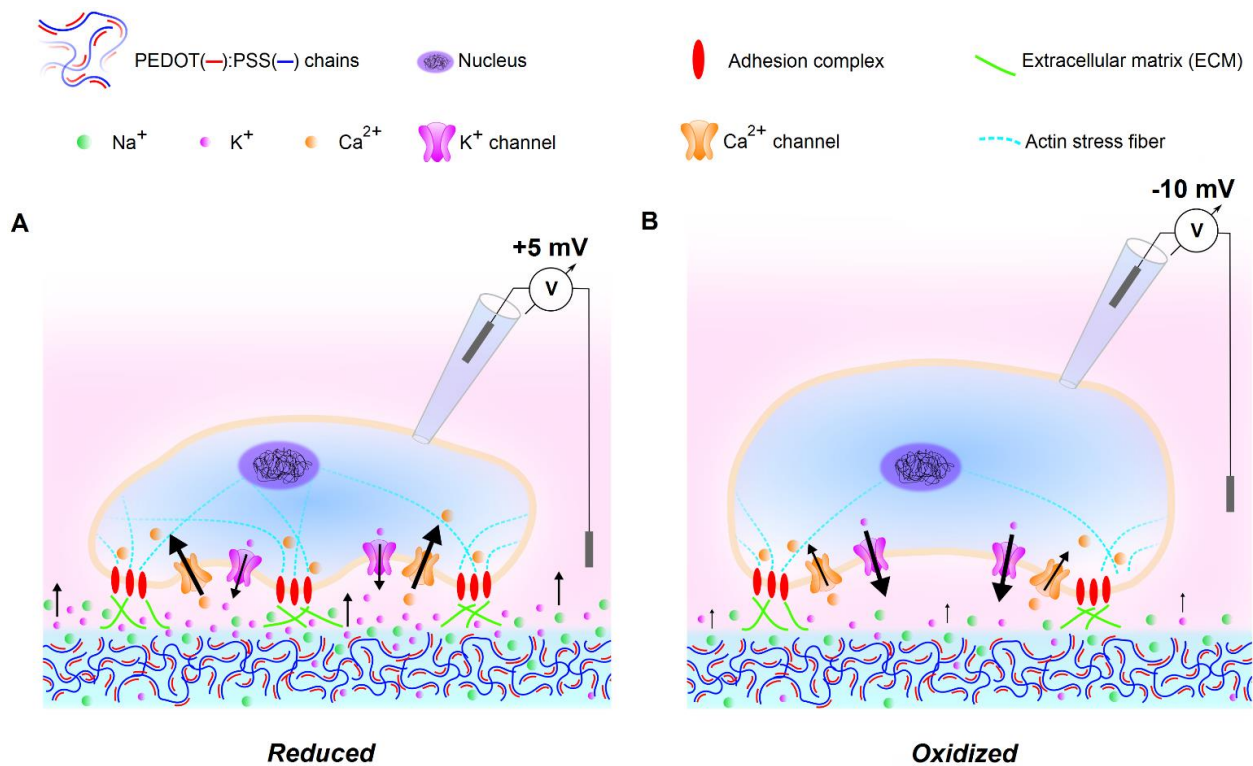 PEDOT(—):PSS(—) chains
Nucleus
Adhesion complex
Extracellular matrix (ECM)
Na⁺
K⁺
Ca²⁺
K⁺ channel
Ca²⁺ channel
Actin stress fiber
A
+5 mV
V
B
-10 mV
V
Reduced
Oxidized